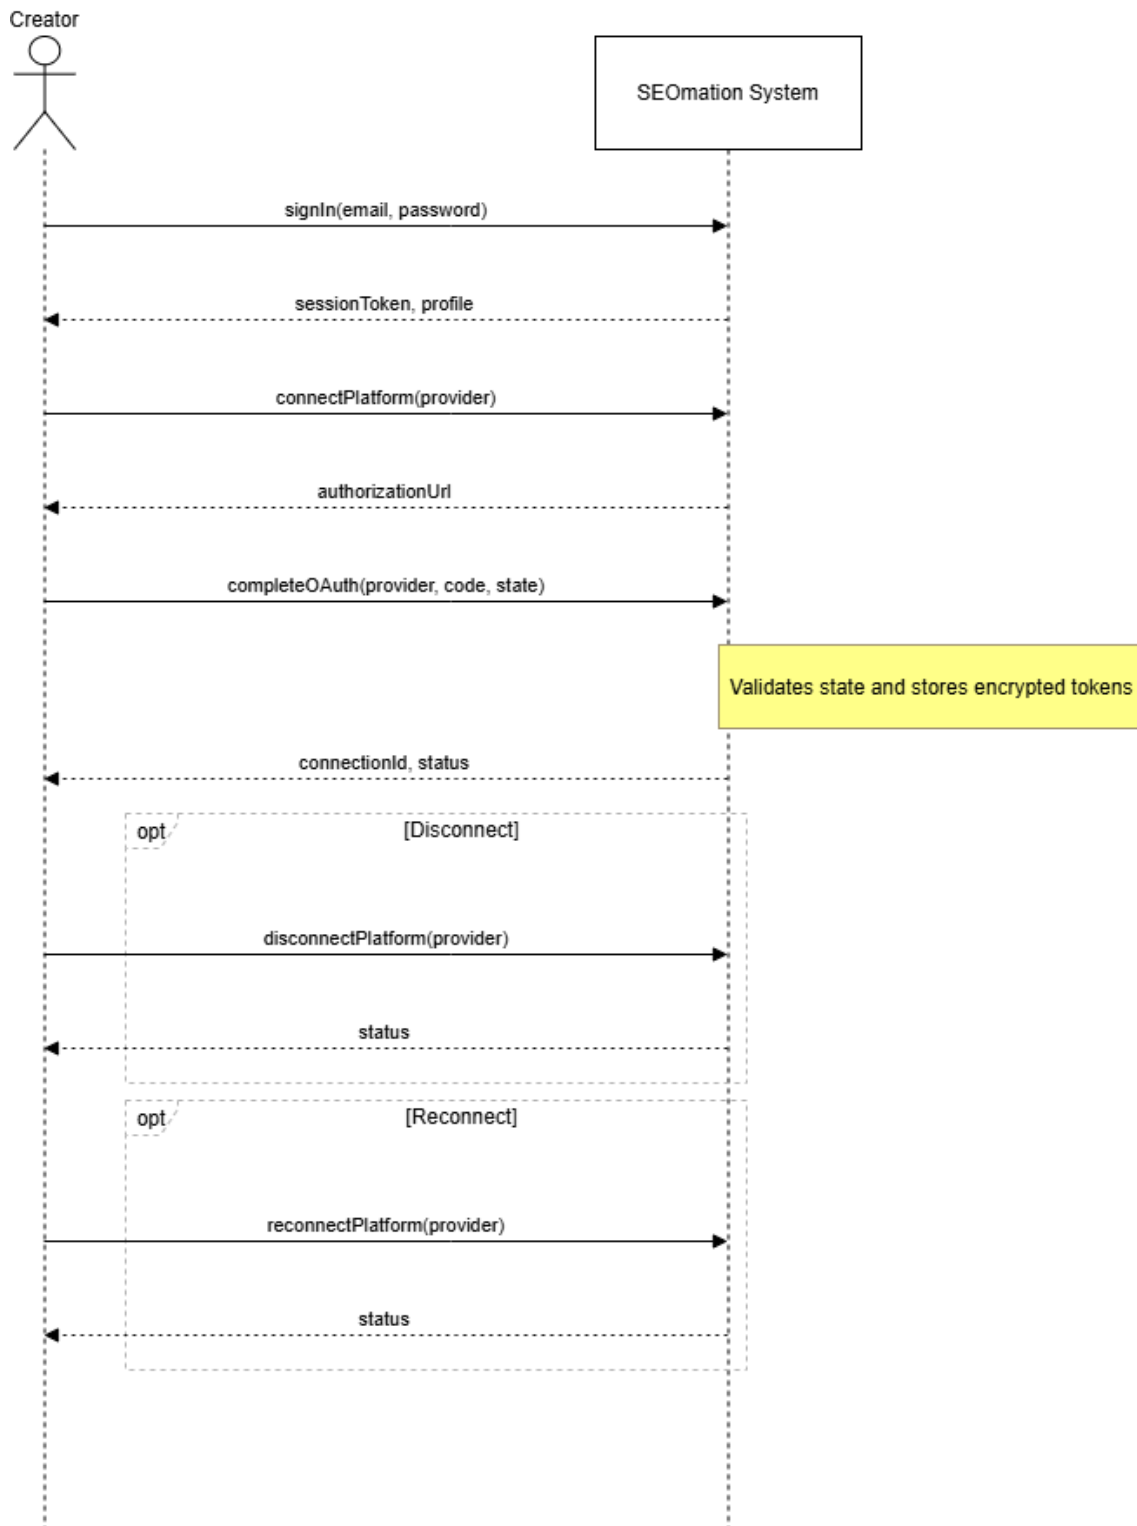 Creator
SEOmation System
signIn(email, password)
sessionToken, profile
connectPlatform(provider)
authorizationUrl
completeOAuth(provider, code, state)
Validates state and stores encrypted tokens
connectionId, status
opt
[Disconnect]
disconnectPlatform(provider)
status
opt
[Reconnect]
reconnectPlatform(provider)
status